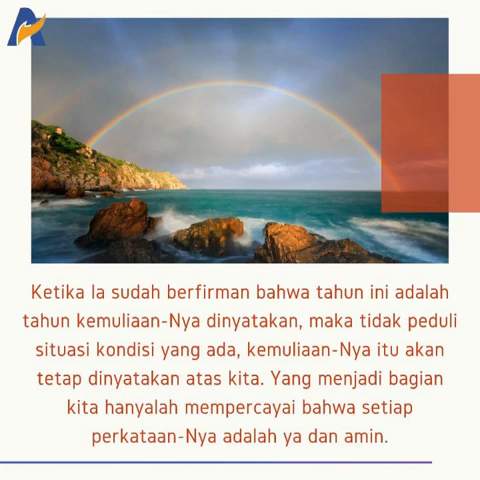 Ketika Ia sudah berfirman bahwa tahun ini adalah
tahun kemuliaan-Nya dinyatakan, maka tidak peduli
situasi kondisi yang ada, kemuliaan-Nya itu akan
tetap dinyatakan atas kita. Yang menjadi bagian
kita hanyalah mempercayai bahwa setiap
perkataan-Nya adalah ya dan amin.